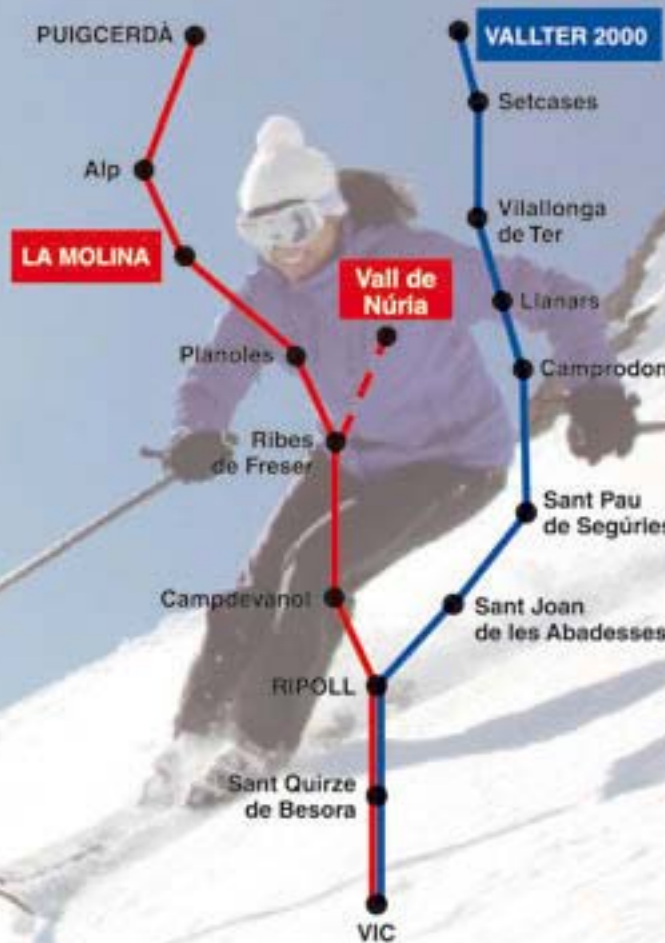 PUIGCERDÀ
VALLTER 2000
Setcases
Alp
Vilallonga
de Ter
LA MOLINA
Vall de
Núria
Llanars
Planoles
Camprodon
Ribes
de Freser
Sant Pau
de Segúries
Campdevanol
Sant Joan
de les Abadesses
RIPOLL
Sant Quirze
de Besora
VIC